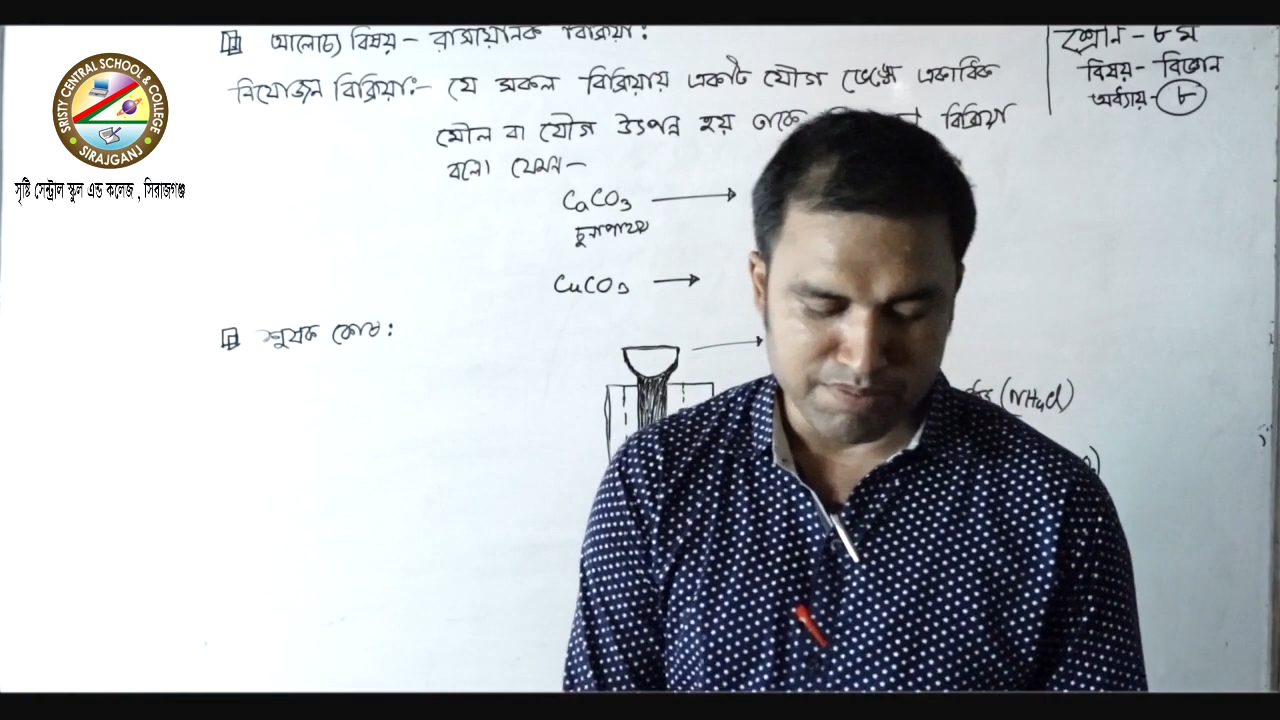 আলোচ্য বিষয় - রাসায়নিক বিক্রিয়া:
শ্রেনি - ৮ম
বিষয় - বিজ্ঞান
অধ্যায় - ৮
বিযোজন বিক্রিয়া:- যে সকল বিক্রিয়ায় একটি যৌগ ভেঙ্গে একাধিক
মৌল বা যৌগ উৎপন্ন হয় তাকে বিক্রিয়া
বলে। যেমন -
CaCO3
চুনাপাথর
CuCO3
শুষ্ক কোষ:
(NH4Cl)
SRISTY CENTRAL SCHOOL & COLLEGE
SIRAJGANJ
সৃষ্টি সেন্ট্রাল স্কুল এন্ড কলেজ, সিরাজগঞ্জ